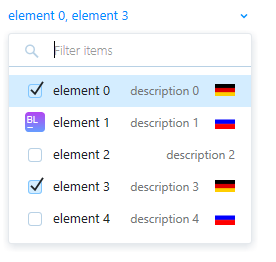 element 0, element 3
Filter items
element 0 description 0
BL element 1 description 1
element 2 description 2
element 3 description 3
element 4 description 4